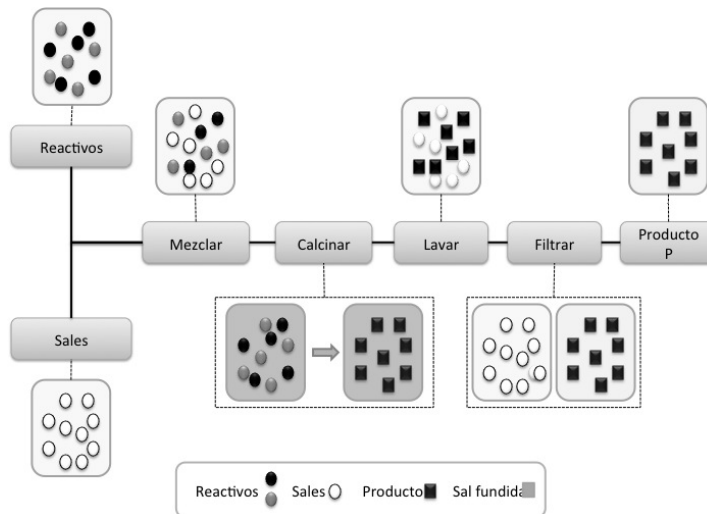 Reactivos
Mezclar
Calcinar
Lavar
Filtrar
Producto
P
Sales
Reactivos
Sales
Producto
Sal fundida